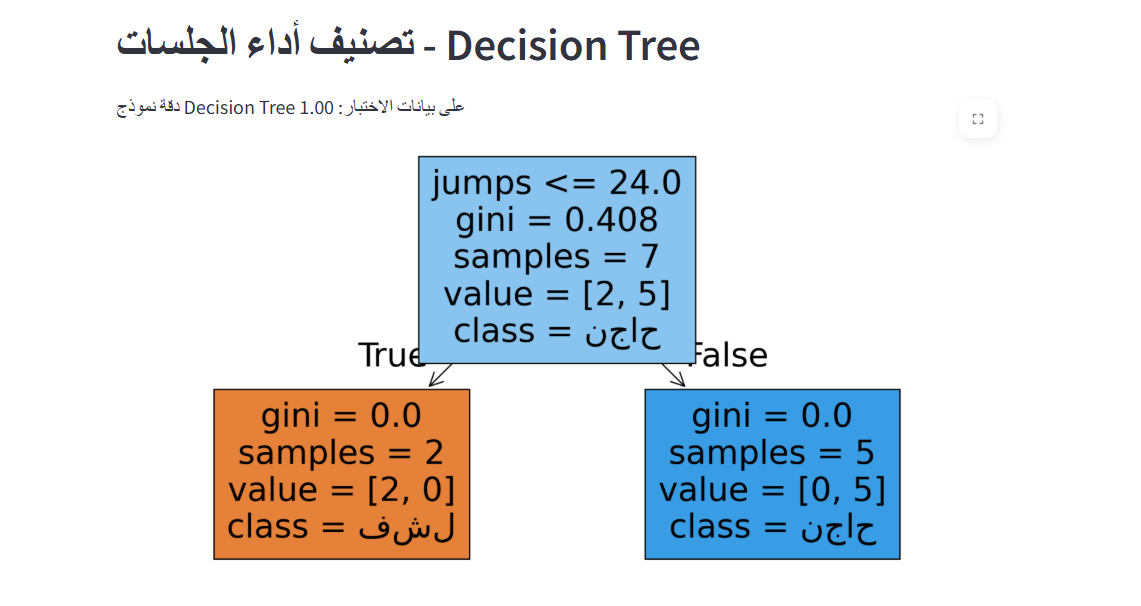 تصنيف أداء الجلسات - Decision Tree
دقة نموذج Decision Tree على بيانات الاختبار: 1.00
jumps <= 24.0
gini = 0.408
samples = 7
value = [2, 5]
class = حاجن
True
False
gini = 0.0
samples = 2
value = [2, 0]
class = لشف
gini = 0.0
samples = 5
value = [0, 5]
class = حاجن